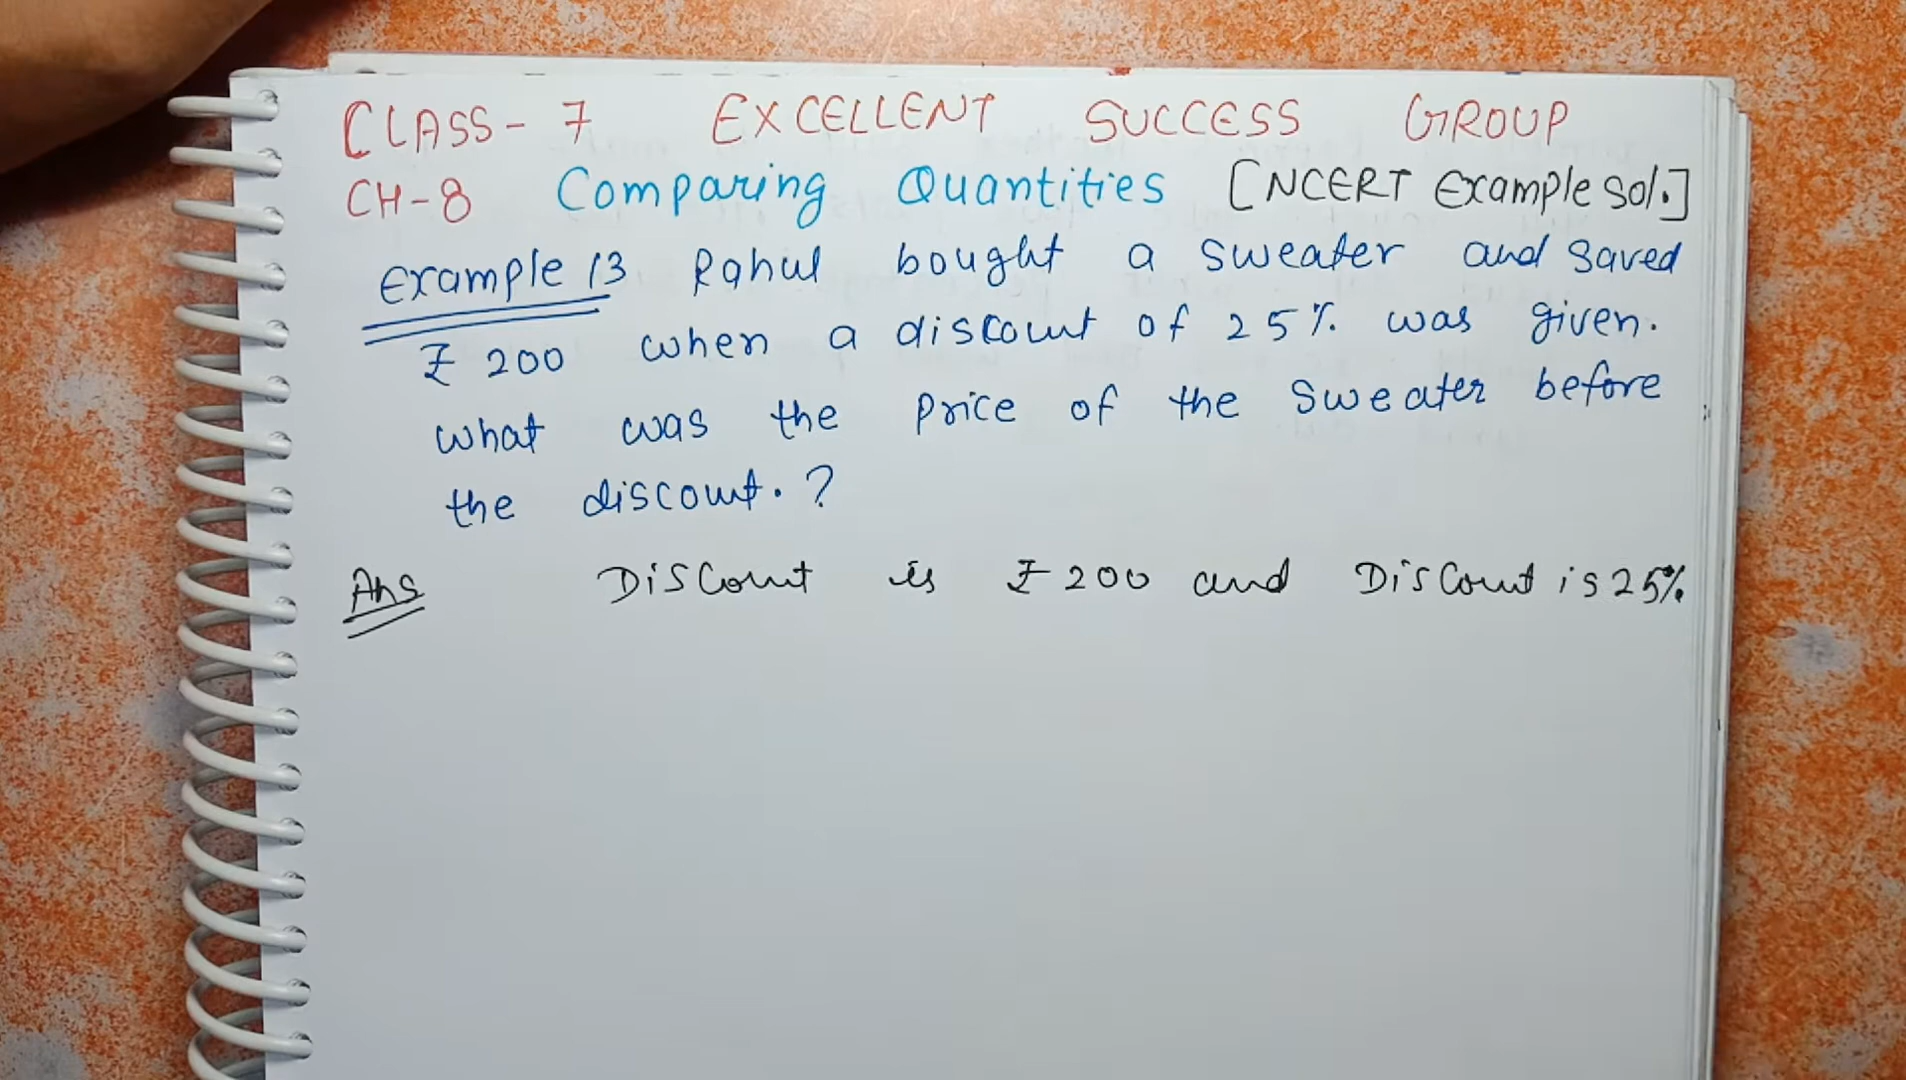 CLASS- 7 EXCELLENT SUCCESS GROUP
CH-8 Comparing Quantities [NCERT Example Sol.]
Example 13 Rahul bought a sweater and saved
₹ 200 when a discount of 25% was given.
what was the price of the sweater before
the discount.?
Ans Discount is ₹ 200 and Discount is 25%